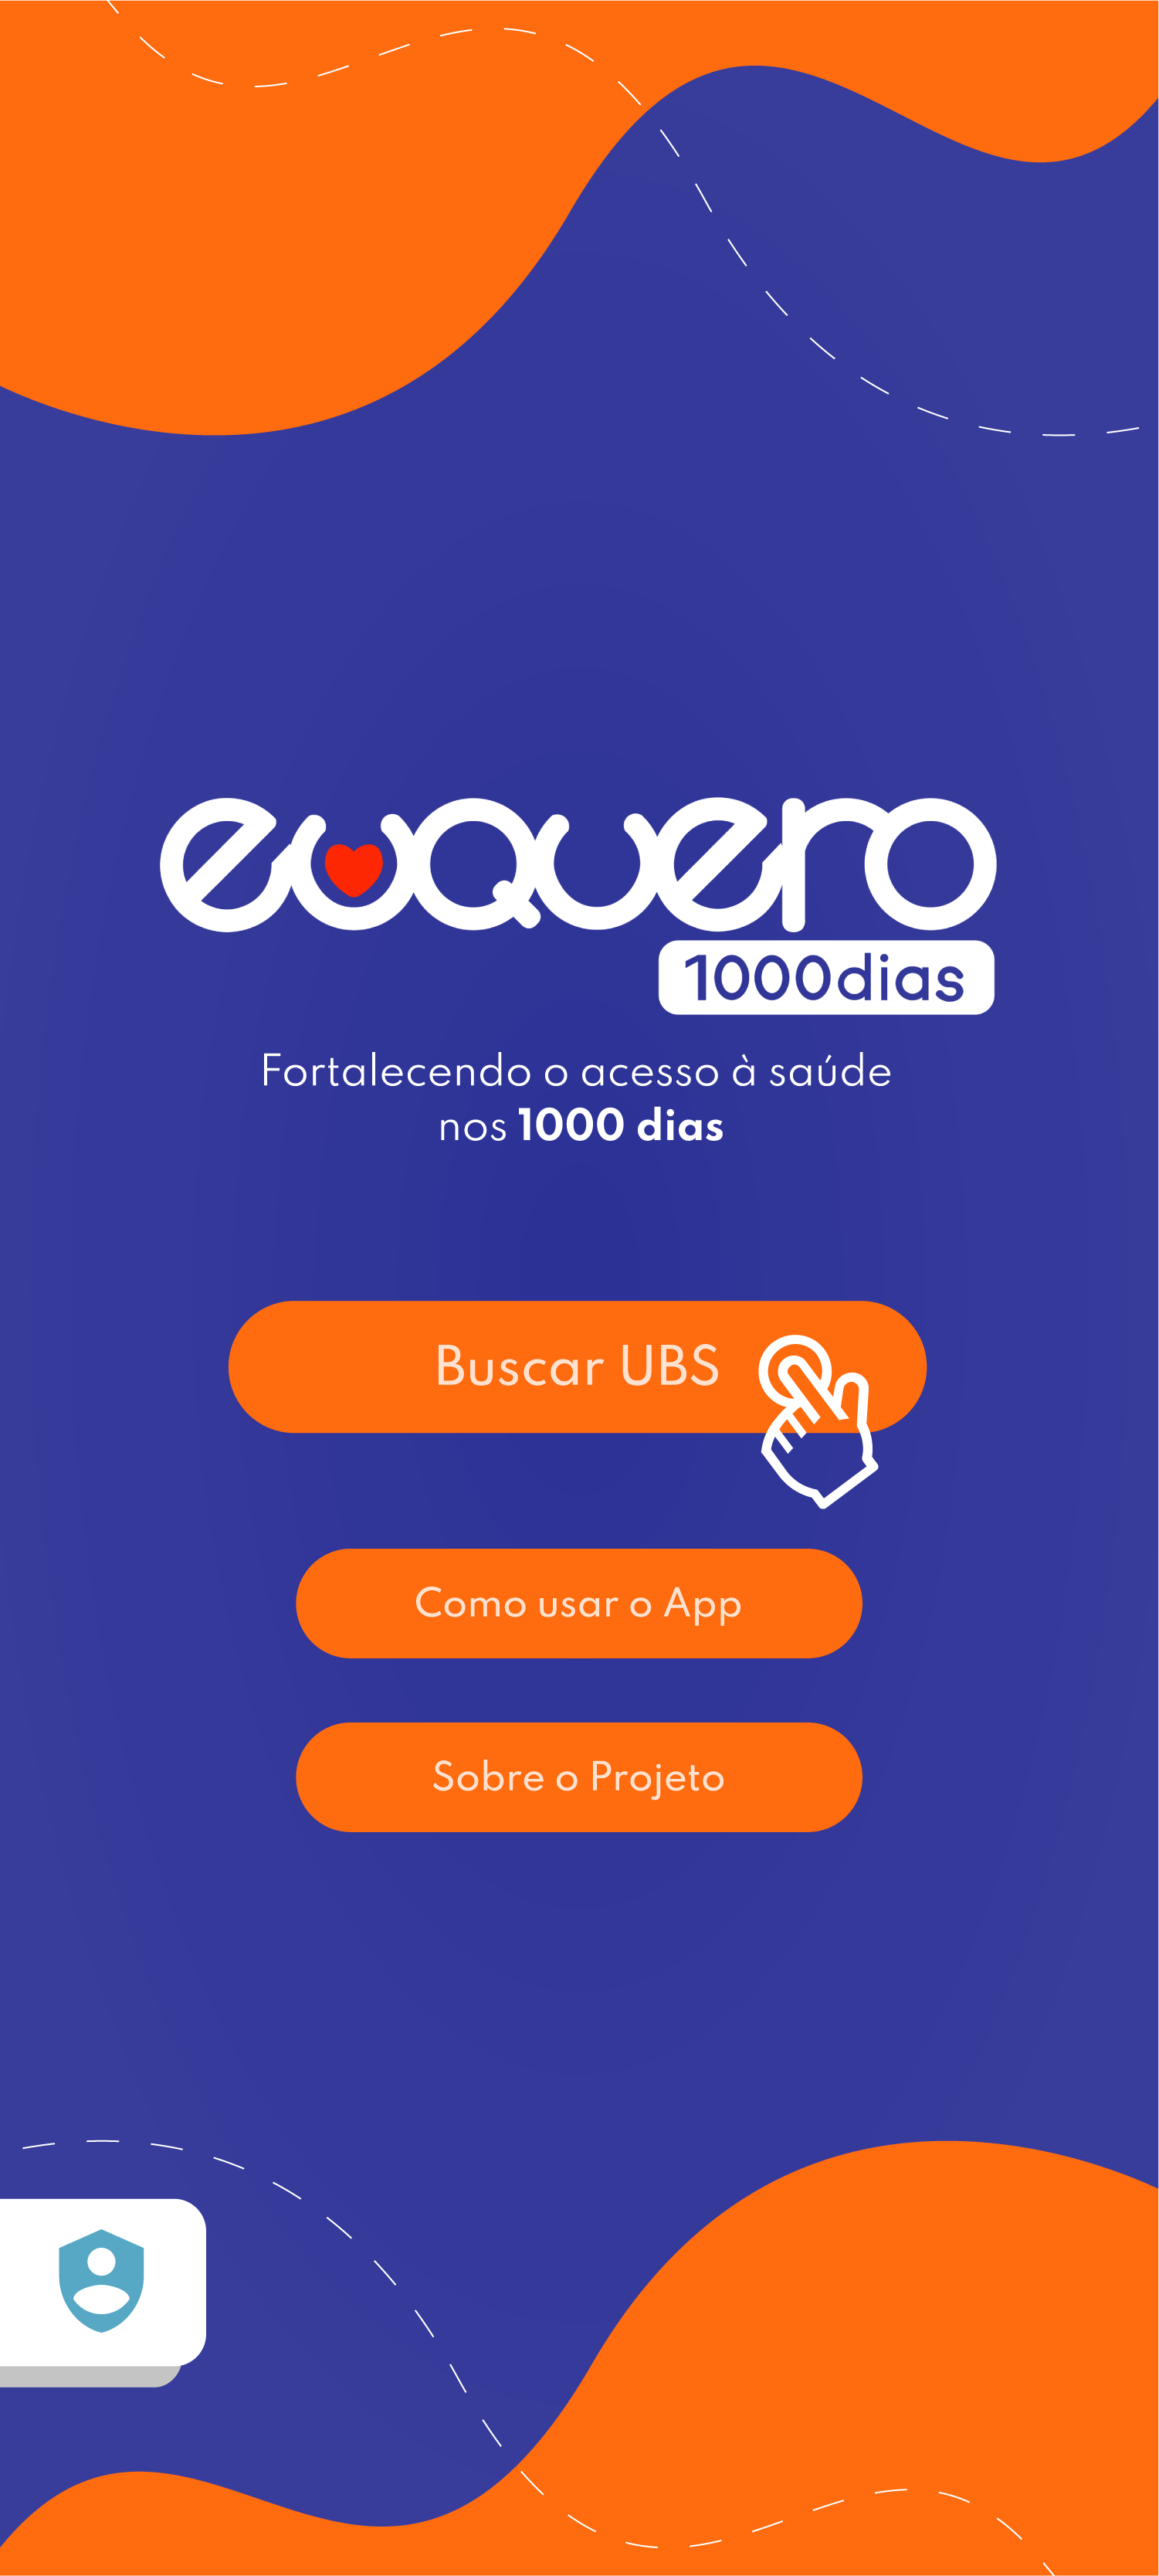 euQuero
1000dias
Fortalecendo o acesso à saúde
nos 1000 dias
Buscar UBS
Como usar o App
Sobre o Projeto